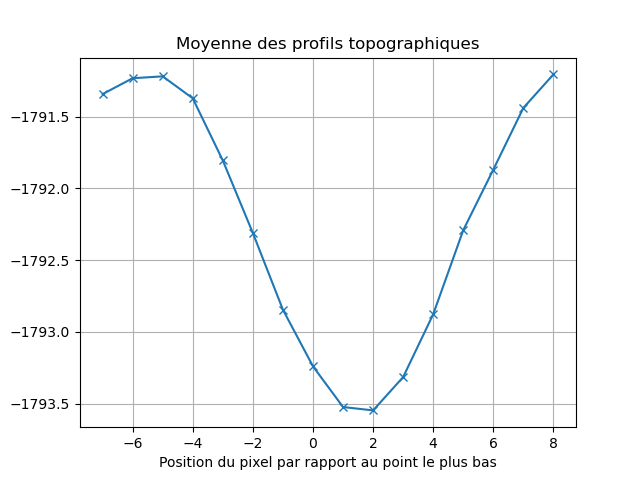 Moyenne des profils topographiques
−1791.5
−1792.0
−1792.5
−1793.0
−1793.5
−6 −4 −2 0 2 4 6 8
Position du pixel par rapport au point le plus bas